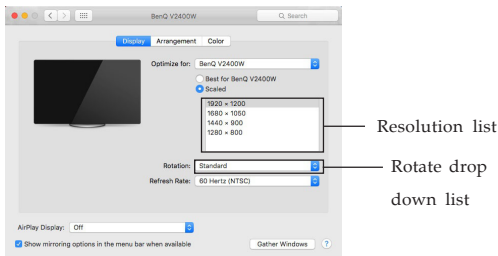 BenQ V2400W
Search
Display Arrangement Color
Optimize for: BenQ V2400W
Best for BenQ V2400W
Scaled
1920 × 1200
1680 × 1050
1440 × 900
1280 × 800
Resolution list
Rotation: Standard
Rotate drop
down list
Refresh Rate: 60 Hertz (NTSC)
AirPlay Display: Off
Show mirroring options in the menu bar when available
Gather Windows ?